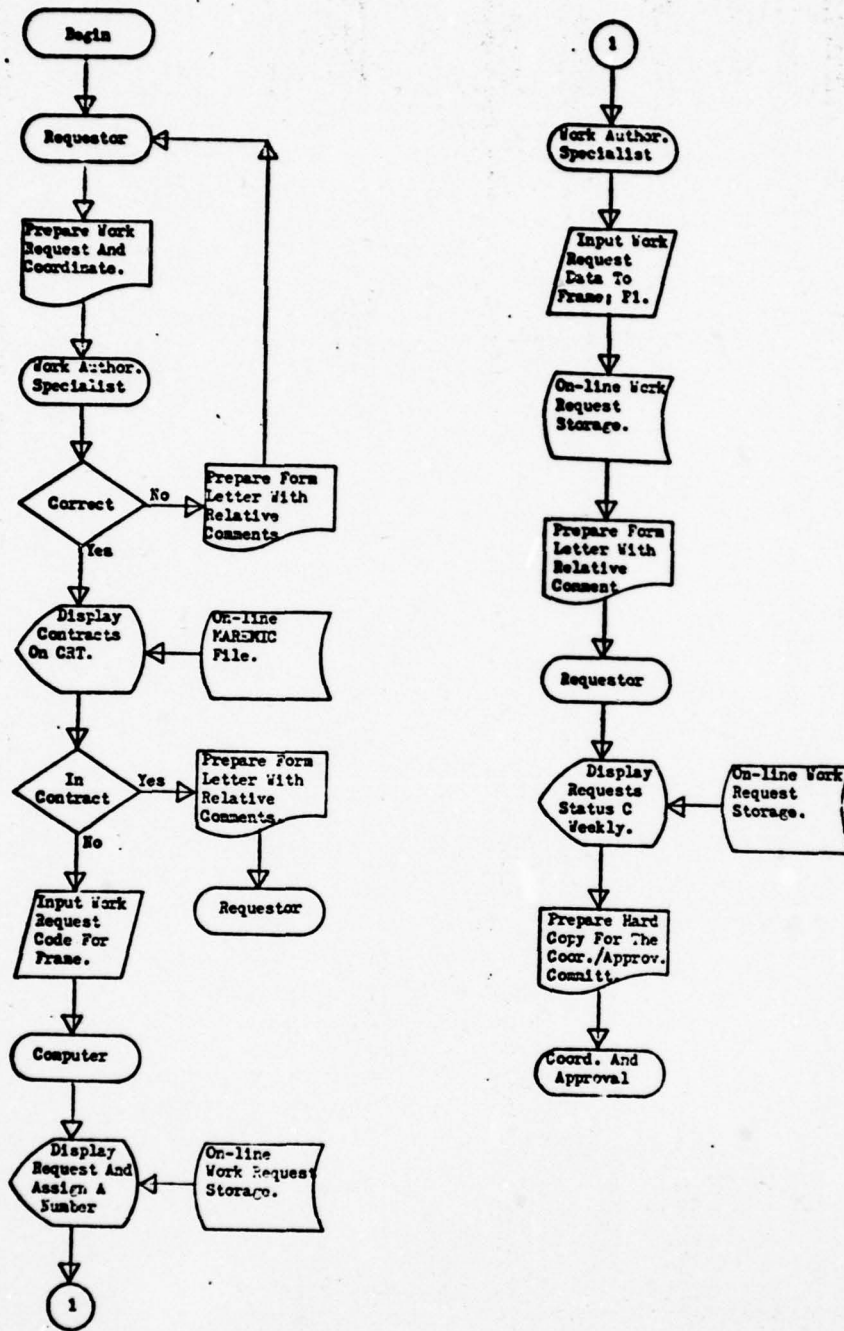 Begin
Requestor
Prepare Work
Request And
Coordinate.
Work Author.
Specialist
Correct
No
Prepare Form
Letter With
Relative
Comments
Yes
Display
Contracts
On CRT.
On-line
File.
In
Contract
Yes
Prepare Form
Letter With
Relative
Comments.
Requestor
No
Input Work
Request
Code For
Frame.
Computer
Display
Request And
Assign A
Number
On-line
Work Request
Storage.
1
1
Work Author.
Specialist
Input Work
Request
Data To
Frame; P1.
On-line Work
Request
Storage.
Prepare Form
Letter With
Relative
Comment
Requestor
Display
Requests
Status C
Weekly.
On-line Work
Request
Storage.
Prepare Hard
Copy For The
Coor./Approv.
Committ.
Coord. And
Approval